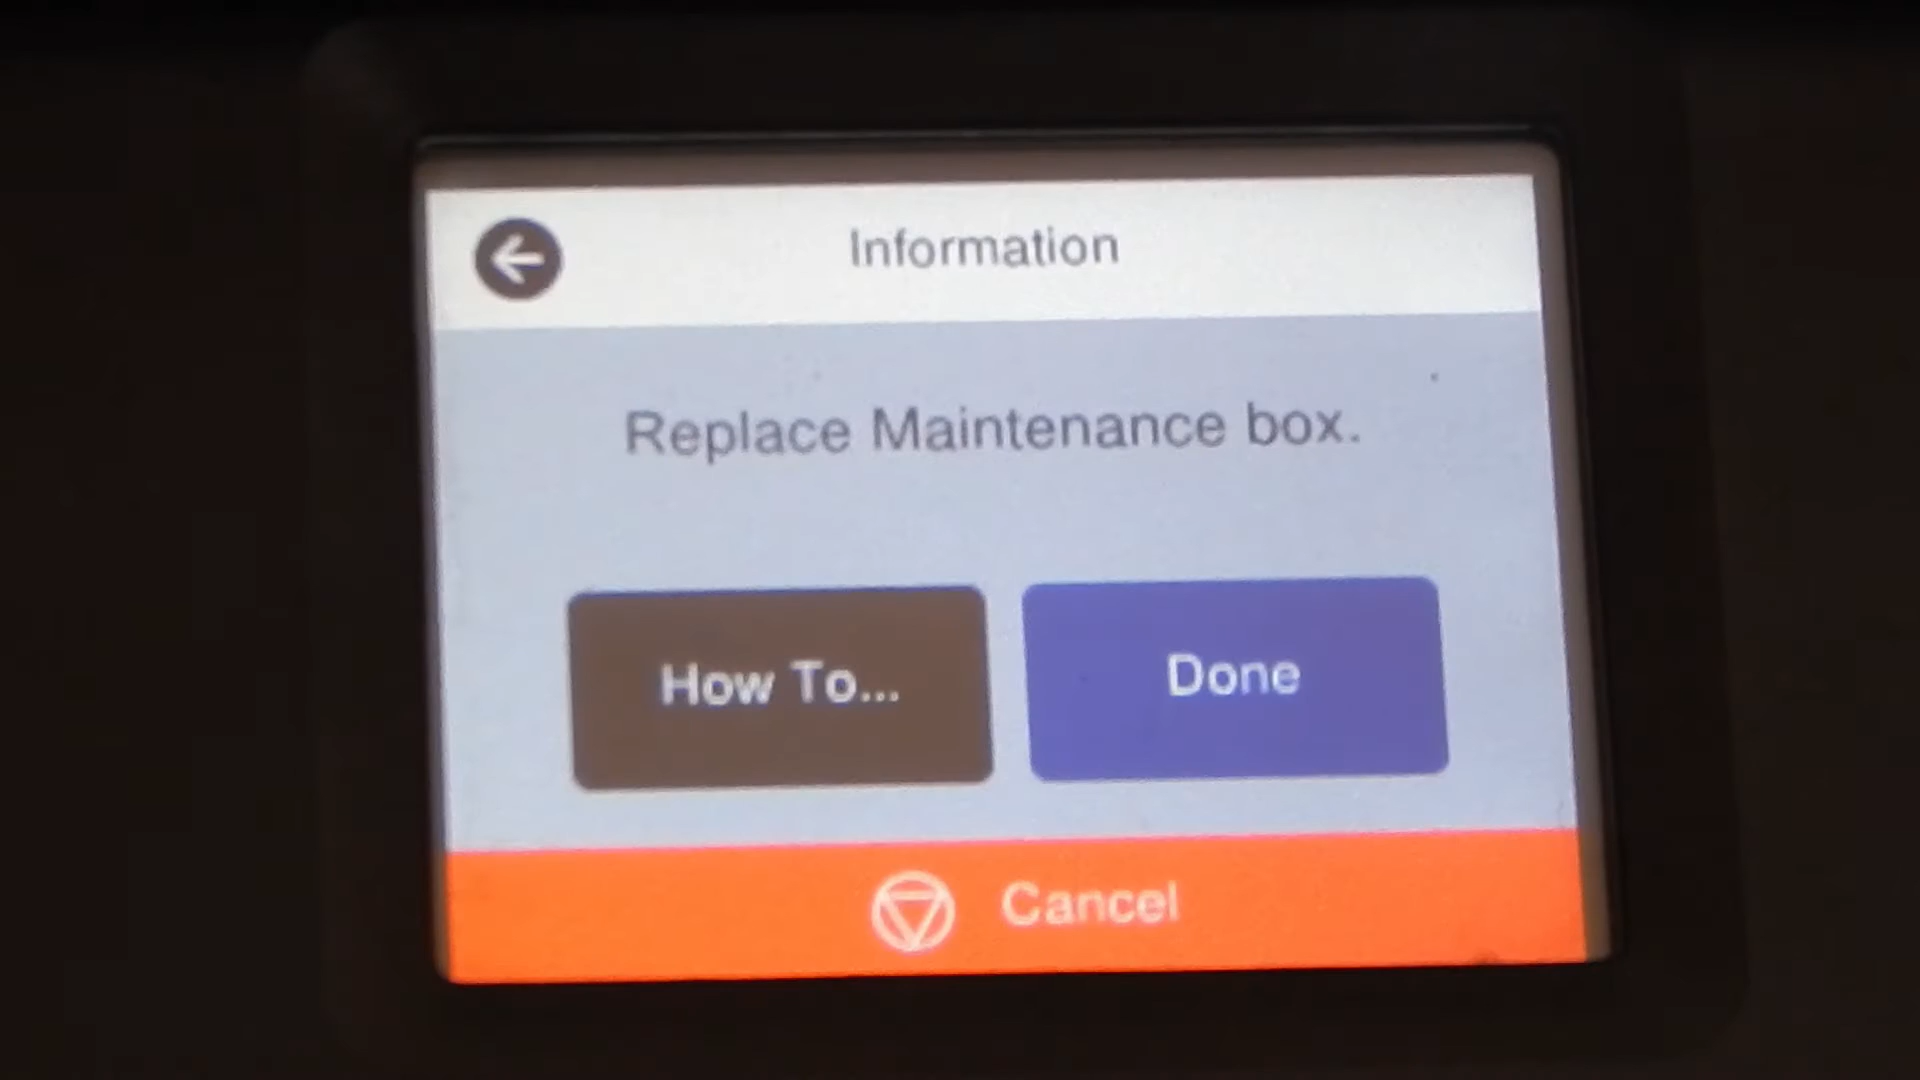 Information
Replace Maintenance box.
How To...
Done
Cancel